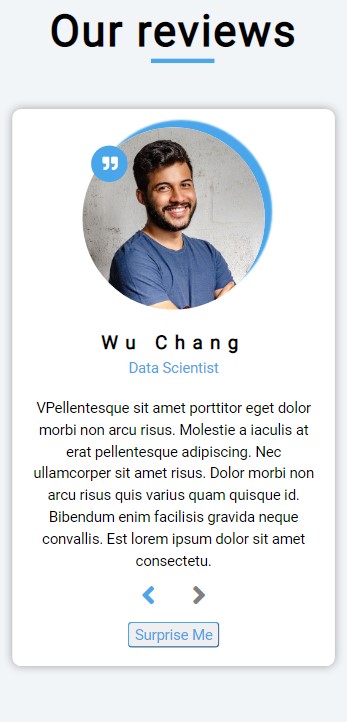 Our reviews
Wu Chang
Data Scientist
VPellentesque sit amet porttitor eget dolor
morbi non arcu risus. Molestie a iaculis at
erat pellentesque adipiscing. Nec
ullamcorper sit amet risus. Dolor morbi non
arcu risus quis varius quam quisque id.
Bibendum enim facilisis gravida neque
convallis. Est lorem ipsum dolor sit amet
consectetu.
Surprise Me